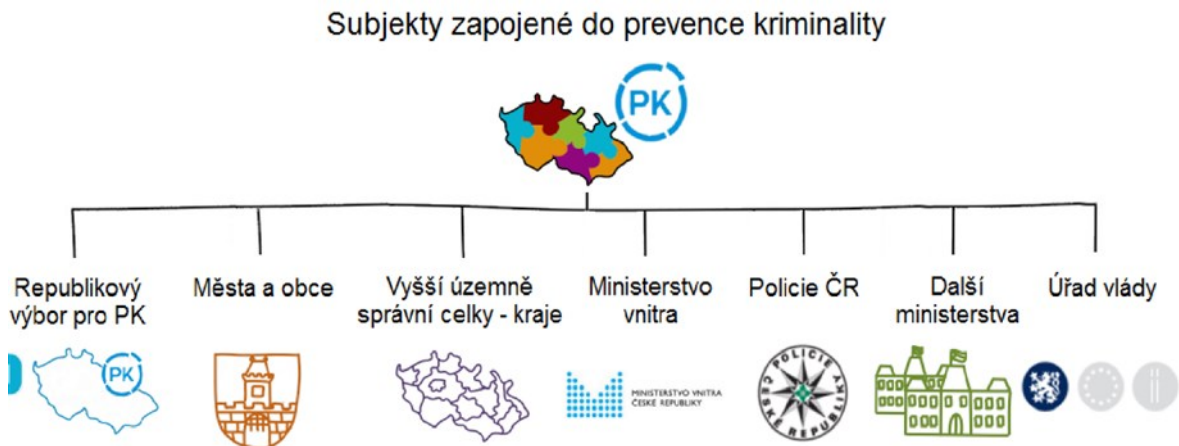 Subjekty zapojené do prevence kriminality
PK
Republikový
výbor pro PK
Města a obce
Vyšší územně
správní celky - kraje
Ministerstvo
vnitra
Policie ČR
Další
ministerstva
Úřad vlády
PK
MINISTERSTVO VNITRA
ČESKÉ REPUBLIKY
POLICIE
ČESKÉ REPUBLIKY